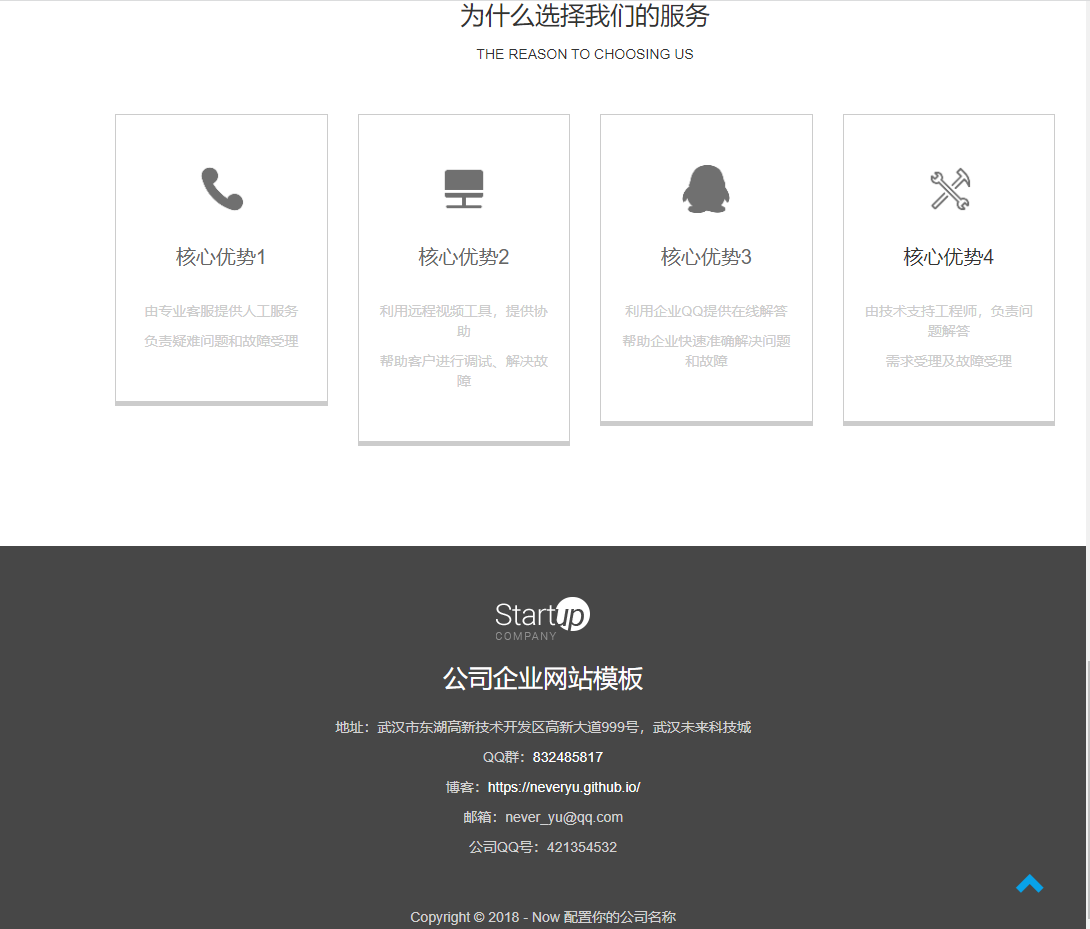 为什么选择我们的服务
THE REASON TO CHOOSING US
核心优势1
由专业客服提供人工服务
负责疑难问题和故障受理
核心优势2
利用远程视频工具，提供协
助
帮助客户进行调试、解决故
障
核心优势3
利用企业QQ提供在线解答
帮助企业快速准确解决问题
和故障
核心优势4
由技术支持工程师，负责问
题解答
需求受理及故障受理
Startup
COMPANY
公司企业网站模板
地址：武汉市东湖高新技术开发区高新大道999号，武汉未来科技城
QQ群：832485817
博客：https://neveryu.github.io/
邮箱：never_yu@qq.com
公司QQ号：421354532
Copyright © 2018 - Now 配置你的公司名称